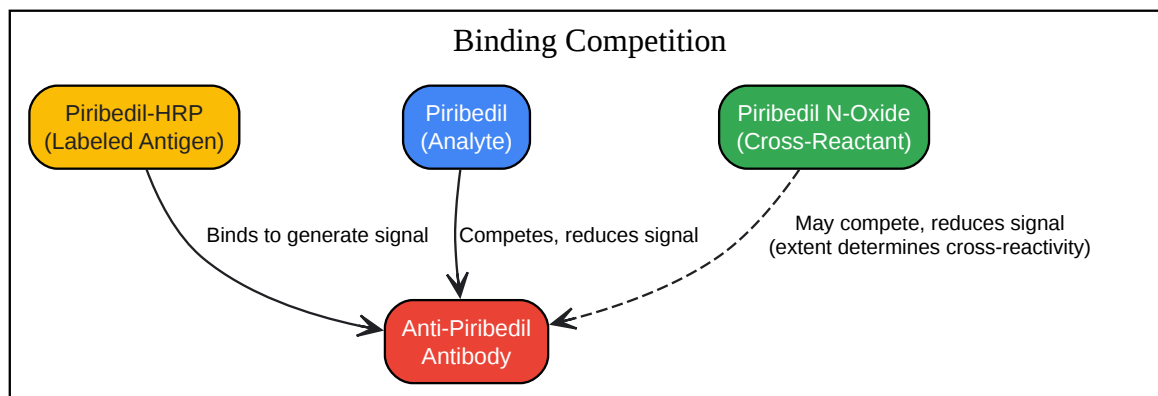 Binding Competition
Piribedil-HRP
(Labeled Antigen)
Piribedil
(Analyte)
Piribedil N-Oxide
(Cross-Reactant)
Binds to generate signal
Competes, reduces signal
May compete, reduces signal
(extent determines cross-reactivity)
Anti-Piribedil
Antibody